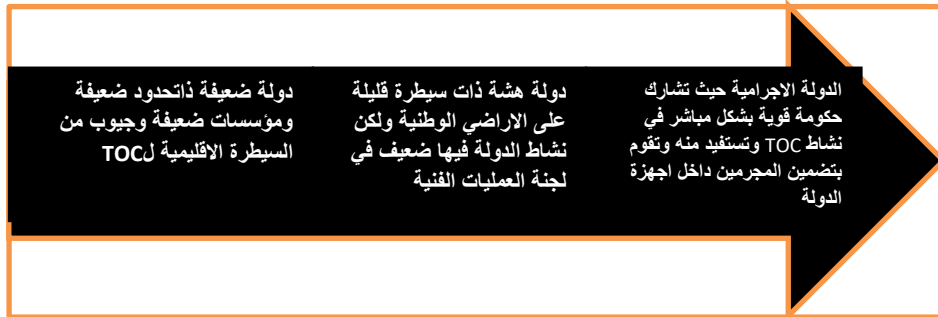 الدولة الاجرامية حيث تشارك
حكومة قوية بشكل مباشر في
نشاط TOC وتستفيد منه وتقوم
بتضمين المجرمين داخل اجهزة
الدولة
دولة هشة ذات سيطرة قليلة
على الاراضي الوطنية ولكن
نشاط الدولة فيها ضعيف في
لجنة العمليات الفنية
دولة ضعيفة ذاتحدود ضعيفة
ومؤسسات ضعيفة وجيوب من
السيطرة الاقليمية لTOC